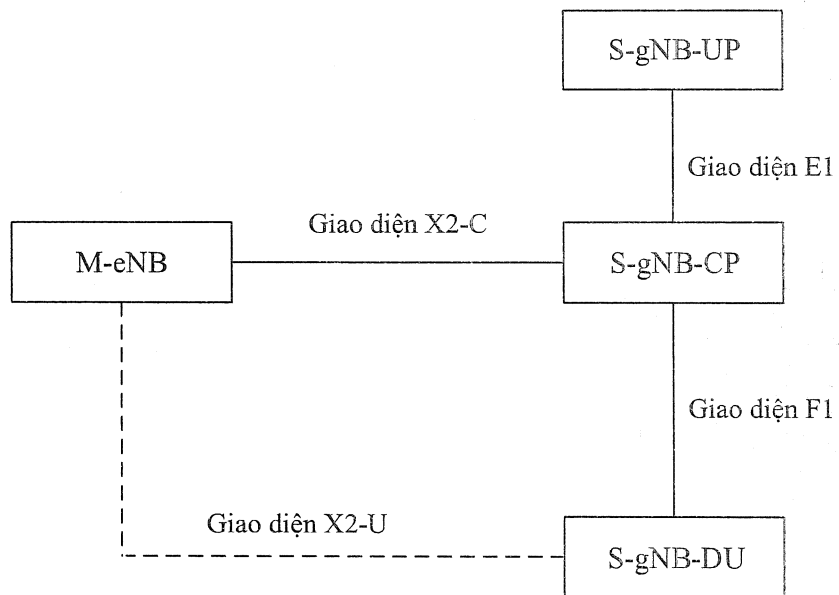 S-gNB-UP
Giao diện E1
Giao diện X2-C
M-eNB
S-gNB-CP
Giao diện F1
Giao diện X2-U
S-gNB-DU